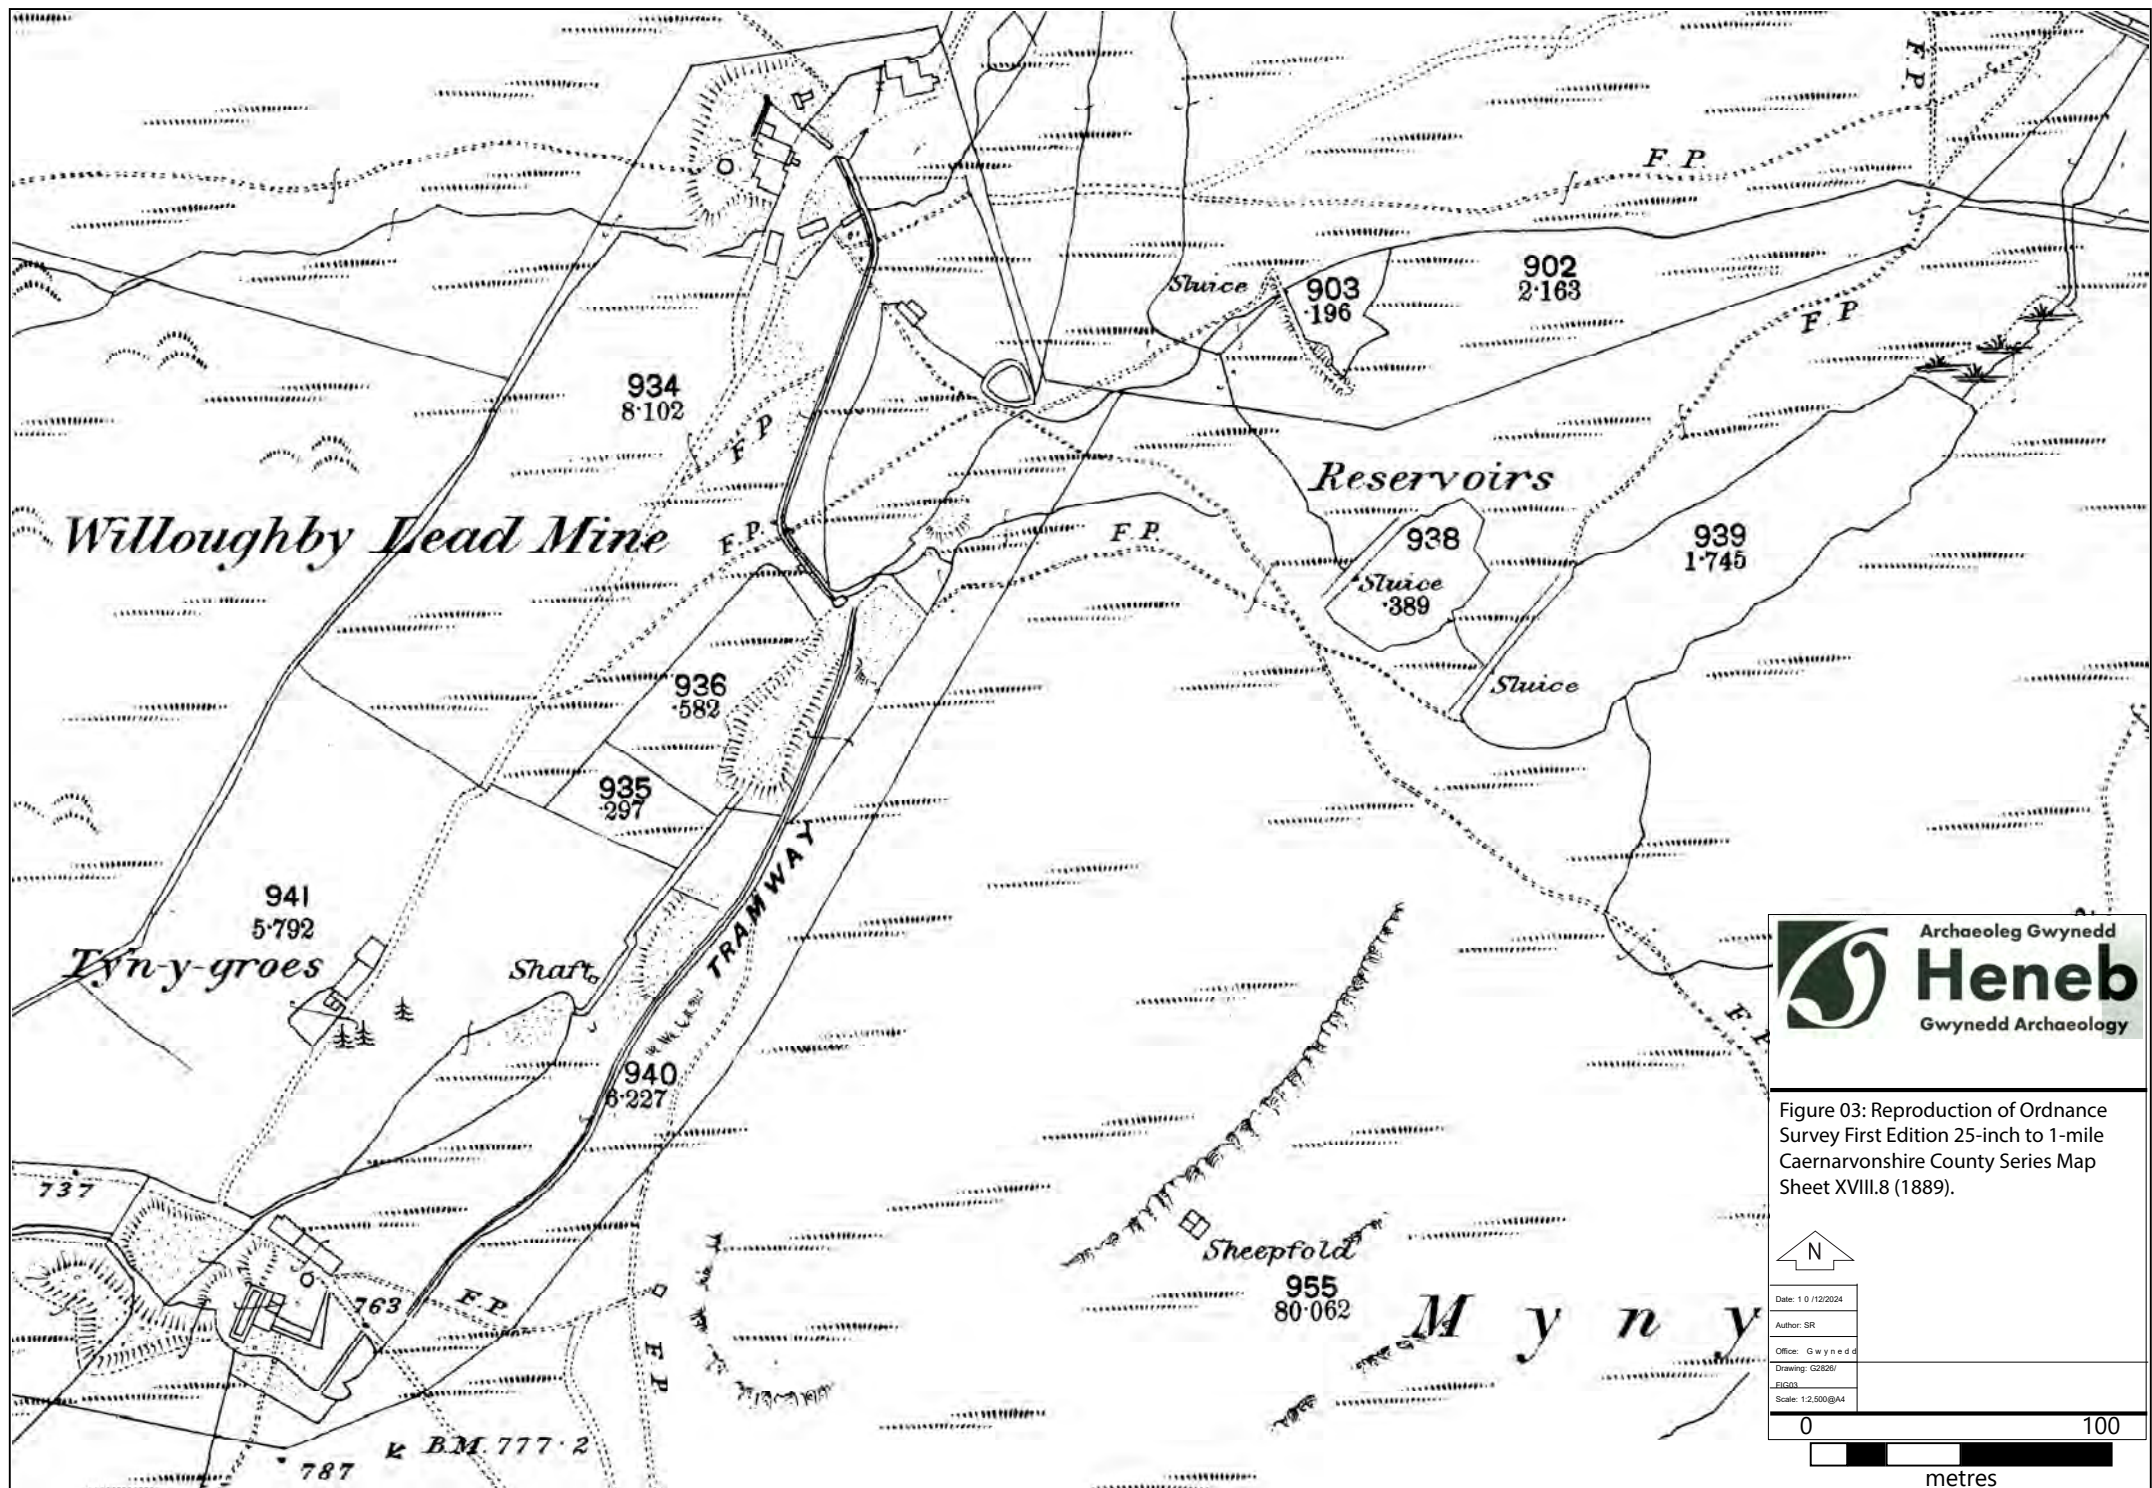 F. P.
F. P.
Sluice
903
·196
902
2·163
F. P
934
8·102
F. P
Reservoirs
Willoughby Lead Mine
F. P.
F. P.
938
Sluice
·389
939
1·745
936
·582
Sluice
935
·297
TRAMWAY
941
5·792
Tyn-y-groes
Shaft
940
6·227
F. P.
737
763
F. P.
F. P.
Sheepfold
955
80·062
M y n y
B.M. 777·2
787
Archaeoleg Gwynedd
Heneb
Gwynedd Archaeology
Figure 03: Reproduction of Ordnance
Survey First Edition 25-inch to 1-mile
Caernarvonshire County Series Map
Sheet XVIII.8 (1889).
N
Date: 1 0 /12/2024
Author: SR
Office: G w y n e d d
Drawing: G2826/
FIG03
Scale: 1:2,500@A4
0 100
metres